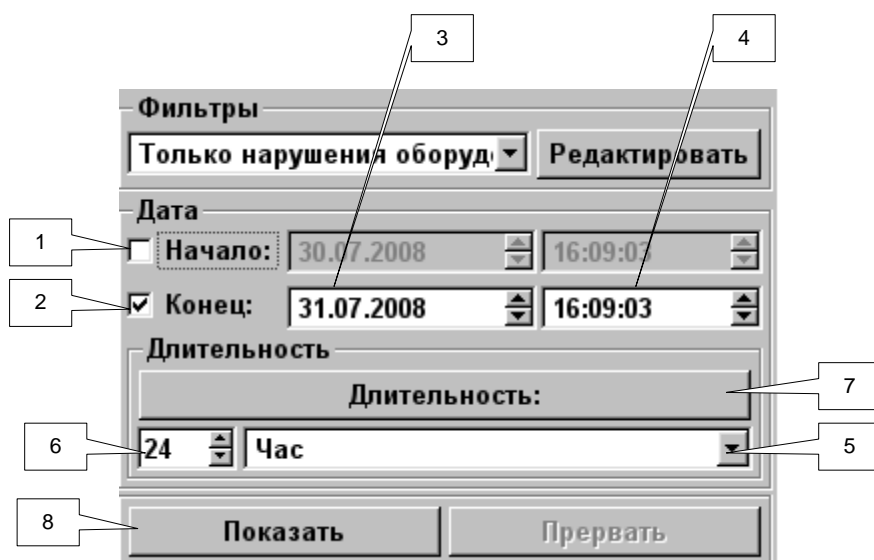 3 4
Фильтры
Только нарушения оборуд Редактировать
Дата
1 Начало: 30.07.2008 16:09:03
2 Конец: 31.07.2008 16:09:03
Длительность
Длительность: 7
6 24 Час 5
8 Показать Прервать